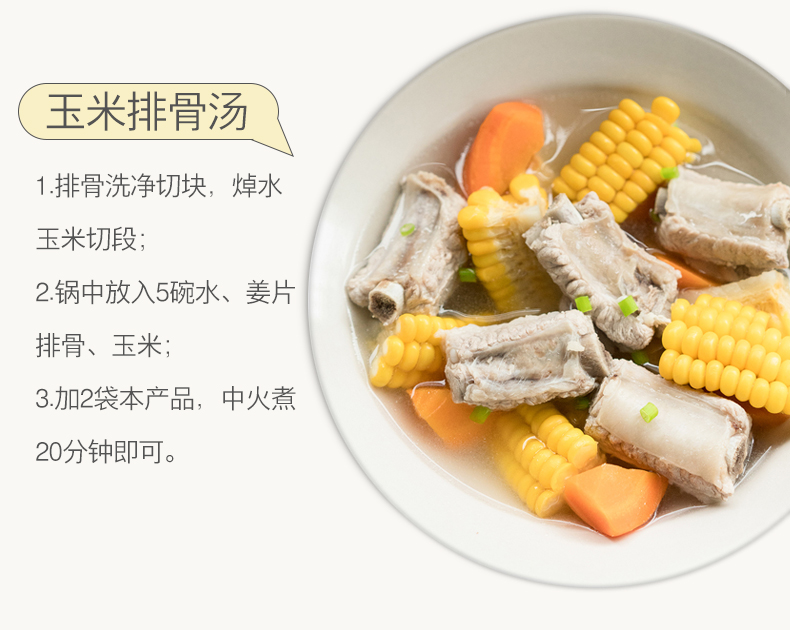 玉米排骨汤
1.排骨洗净切块，焯水
玉米切段；
2.锅中放入5碗水、姜片
排骨、玉米；
3.加2袋本产品，中火煮
20分钟即可。